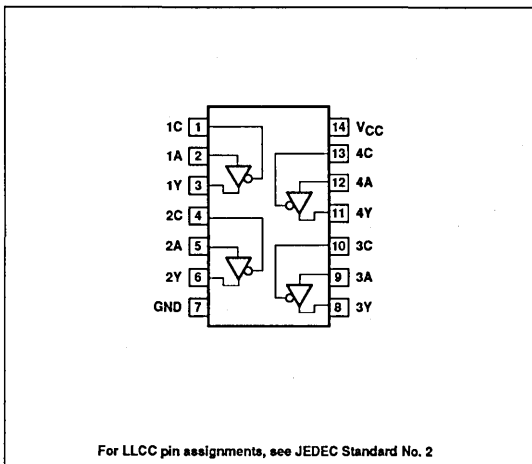 1C 1 14 VCC
1A 2 13 4C
1Y 3 12 4A
2C 4 11 4Y
2A 5 10 3C
2Y 6 9 3A
GND 7 8 3Y
For LLCC pin assignments, see JEDEC Standard No. 2